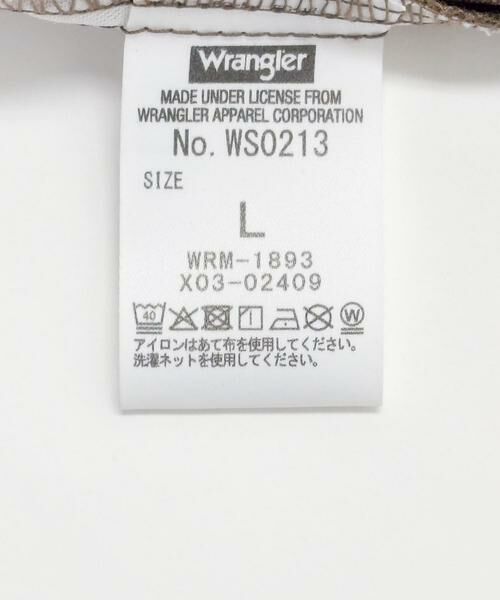 Wrangler
MADE UNDER LICENSE FROM
WRANGLER APPAREL CORPORATION
No. WS0213
SIZE
L
WRM-1893
X03-02409
40
W
アイロンはあて布を使用してください。
洗濯ネットを使用してください。